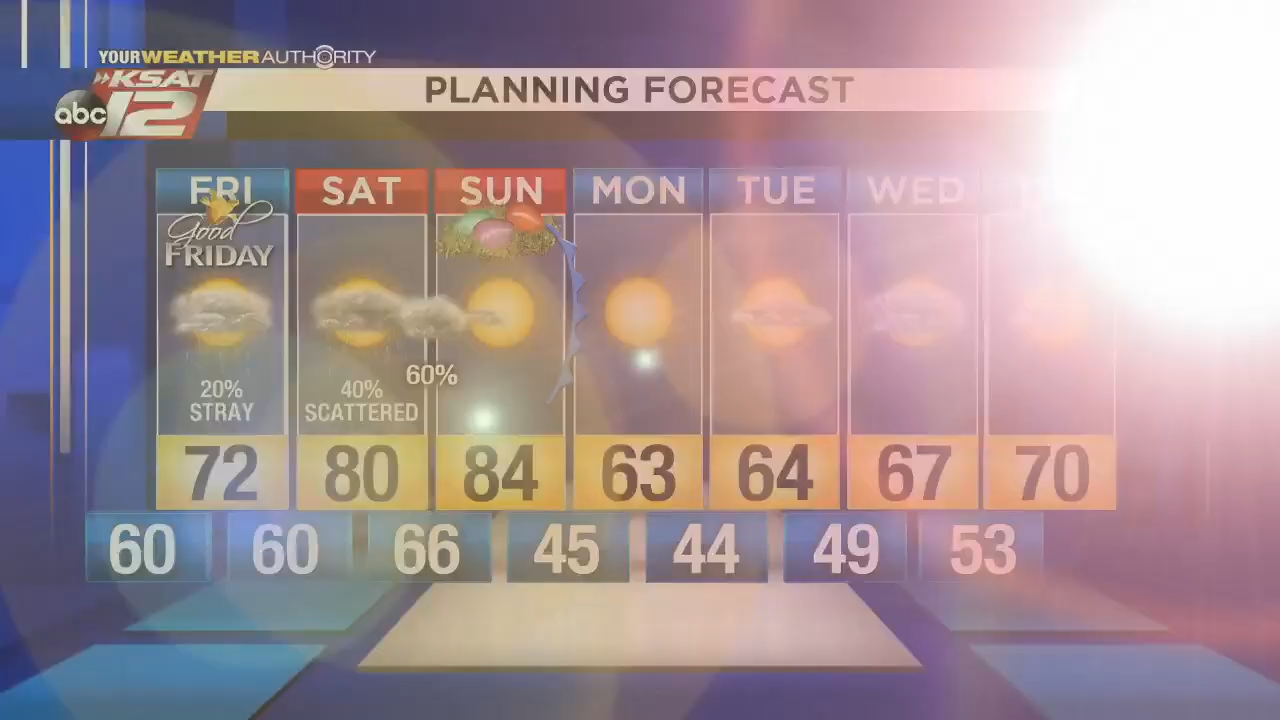 YOURWEATHERAUTHORITY
KSAT
abc 12
PLANNING FORECAST
FRI SAT SUN MON TUE WED
Good
FRIDAY
60%
20% 40%
STRAY SCATTERED
72 80 84 63 64 67 70
60 60 66 45 44 49 53